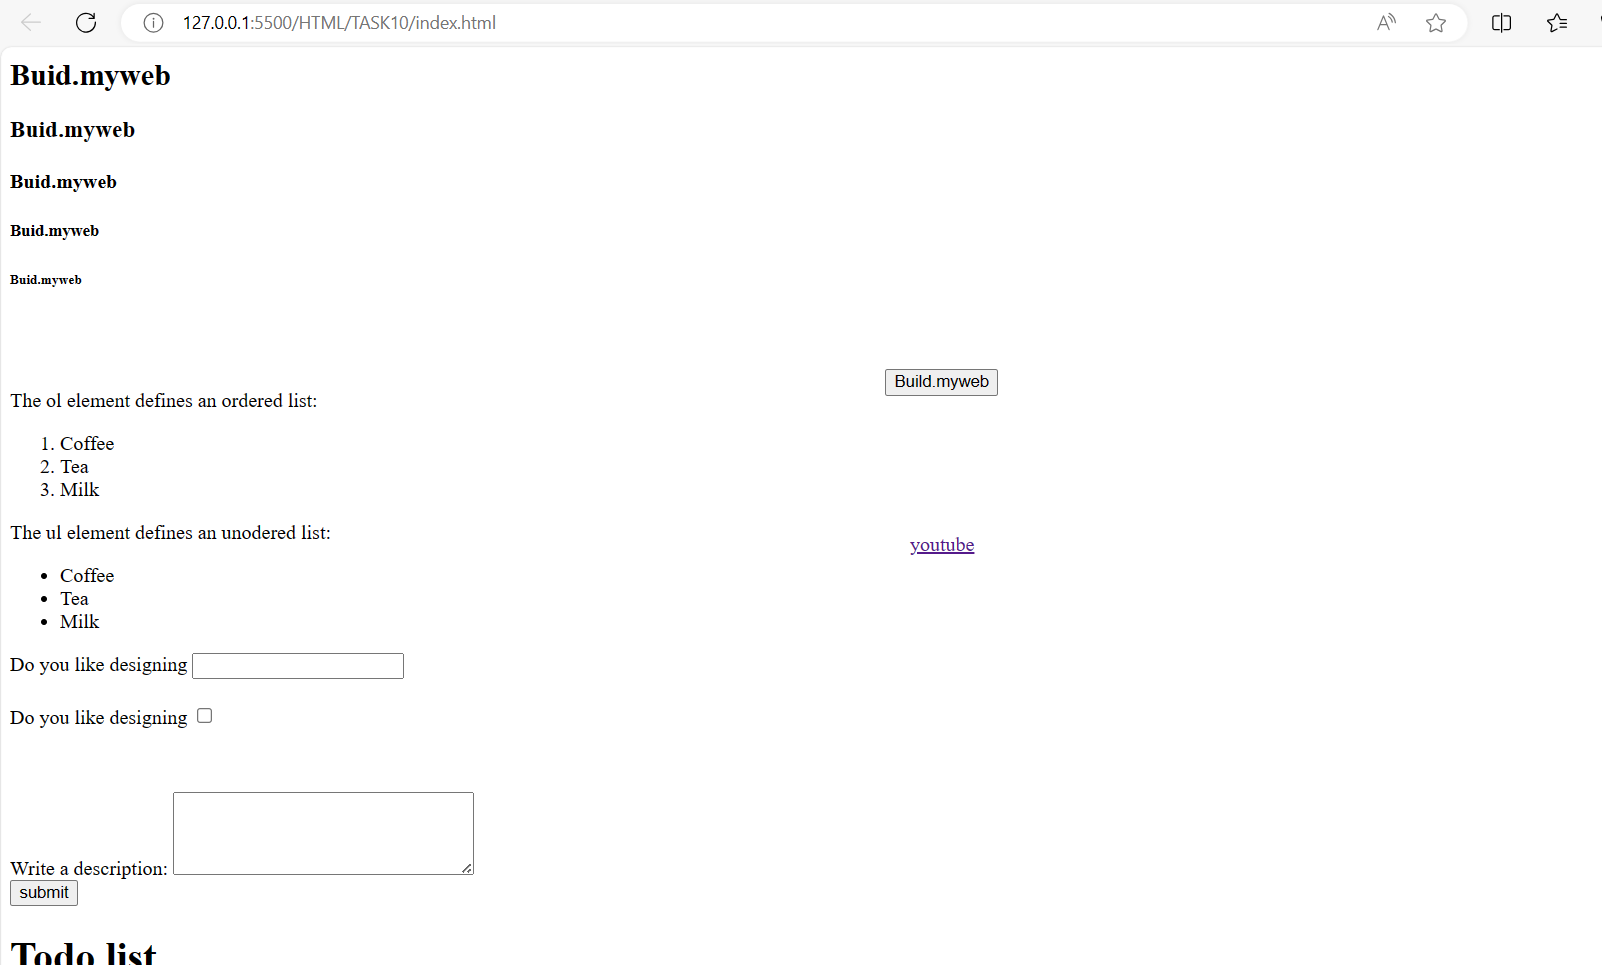 127.0.0.1:5500/HTML/TASK10/index.html
Buid.myweb
Buid.myweb
Buid.myweb
Buid.myweb
Buid.myweb
Build.myweb
The ol element defines an ordered list:
1. Coffee
2. Tea
3. Milk
The ul element defines an unodered list:
youtube
• Coffee
• Tea
• Milk
Do you like designing
Do you like designing
Write a description:
submit
Todo list